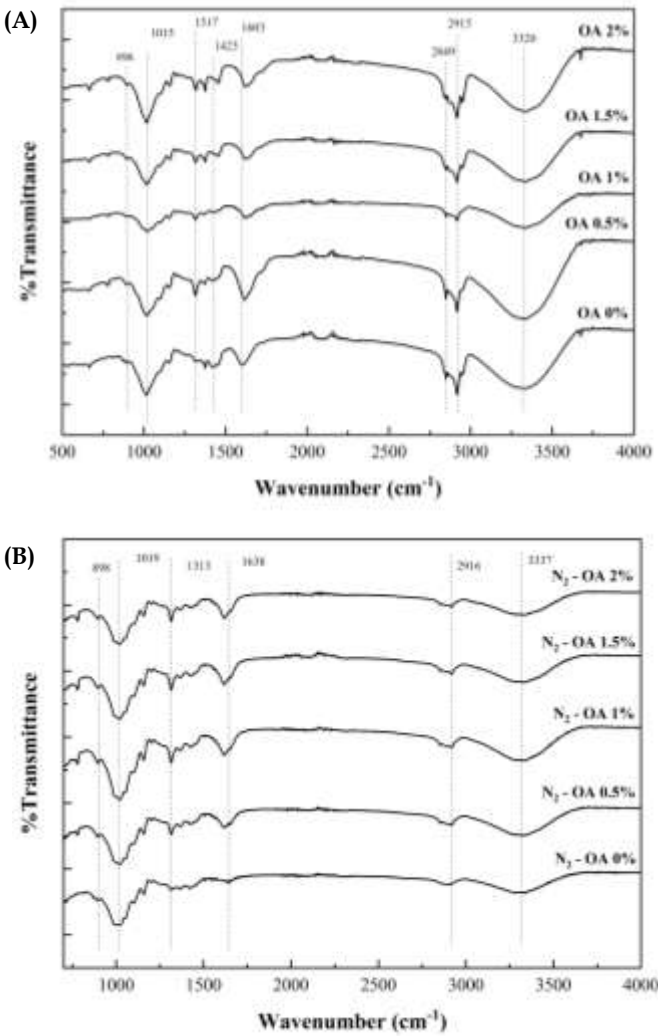 (A)
1317 1603 2915 OA 2%
1015 1423 2849 3320
898
OA 1.5%
OA 1%
OA 0.5%
OA 0%
%Transmittance
500 1000 1500 2000 2500 3000 3500 4000
Wavenumber (cm-1)
(B)
898 1019 1313 1638 2916 3337 N2 - OA 2%
N2 - OA 1.5%
N2 - OA 1%
N2 - OA 0.5%
N2 - OA 0%
%Transmittance
1000 1500 2000 2500 3000 3500 4000
Wavenumber (cm-1)